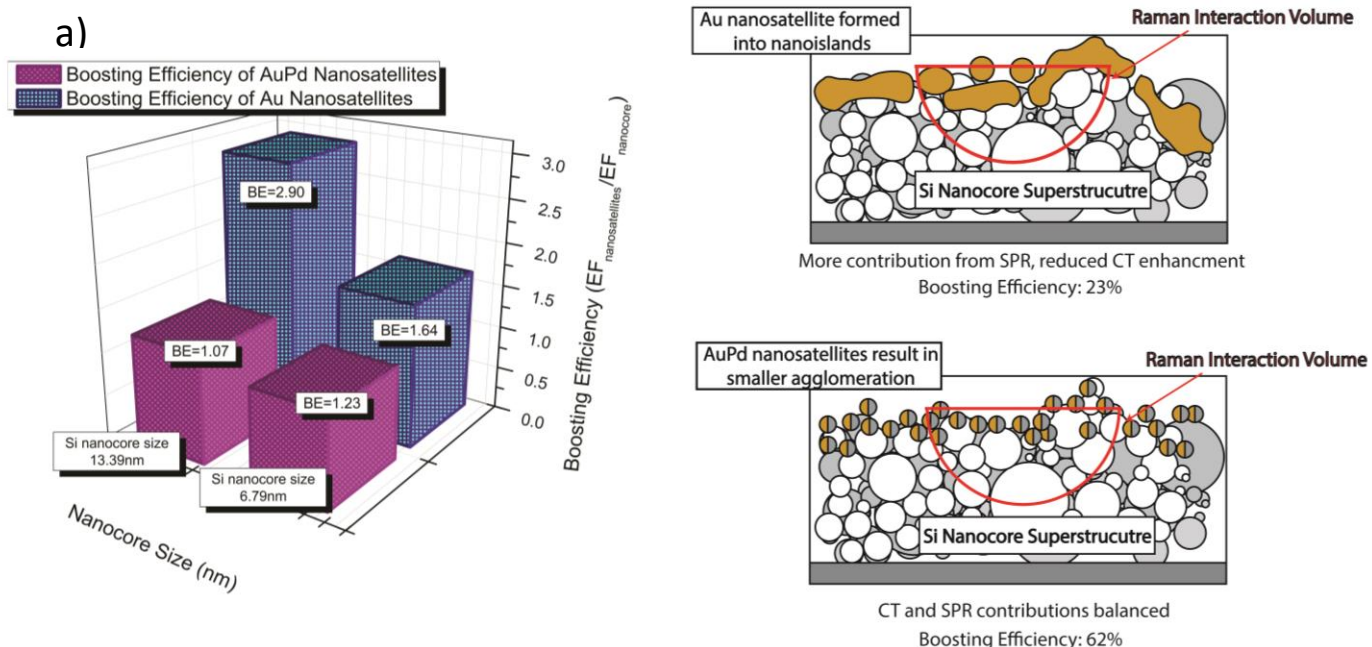 a)
Boosting Efficiency of AuPd Nanosatellites
Boosting Efficiency of Au Nanosatellites
BE=2.90
BE=1.64
BE=1.07
BE=1.23
Si nanocore size
13.39nm
Si nanocore size
6.79nm
Nanocore Size (nm)
3.0
2.5
2.0
1.5
1.0
0.5
0.0
Boosting Efficiency (EF nanosatellites/EF nanocore)
Au nanosatellite formed
into nanoislands
Raman Interaction Volume
Si Nanocore Superstrucutre
More contribution from SPR, reduced CT enhancment
Boosting Efficiency: 23%
AuPd nanosatellites result in
smaller agglomeration
Raman Interaction Volume
Si Nanocore Superstrucutre
CT and SPR contributions balanced
Boosting Efficiency: 62%